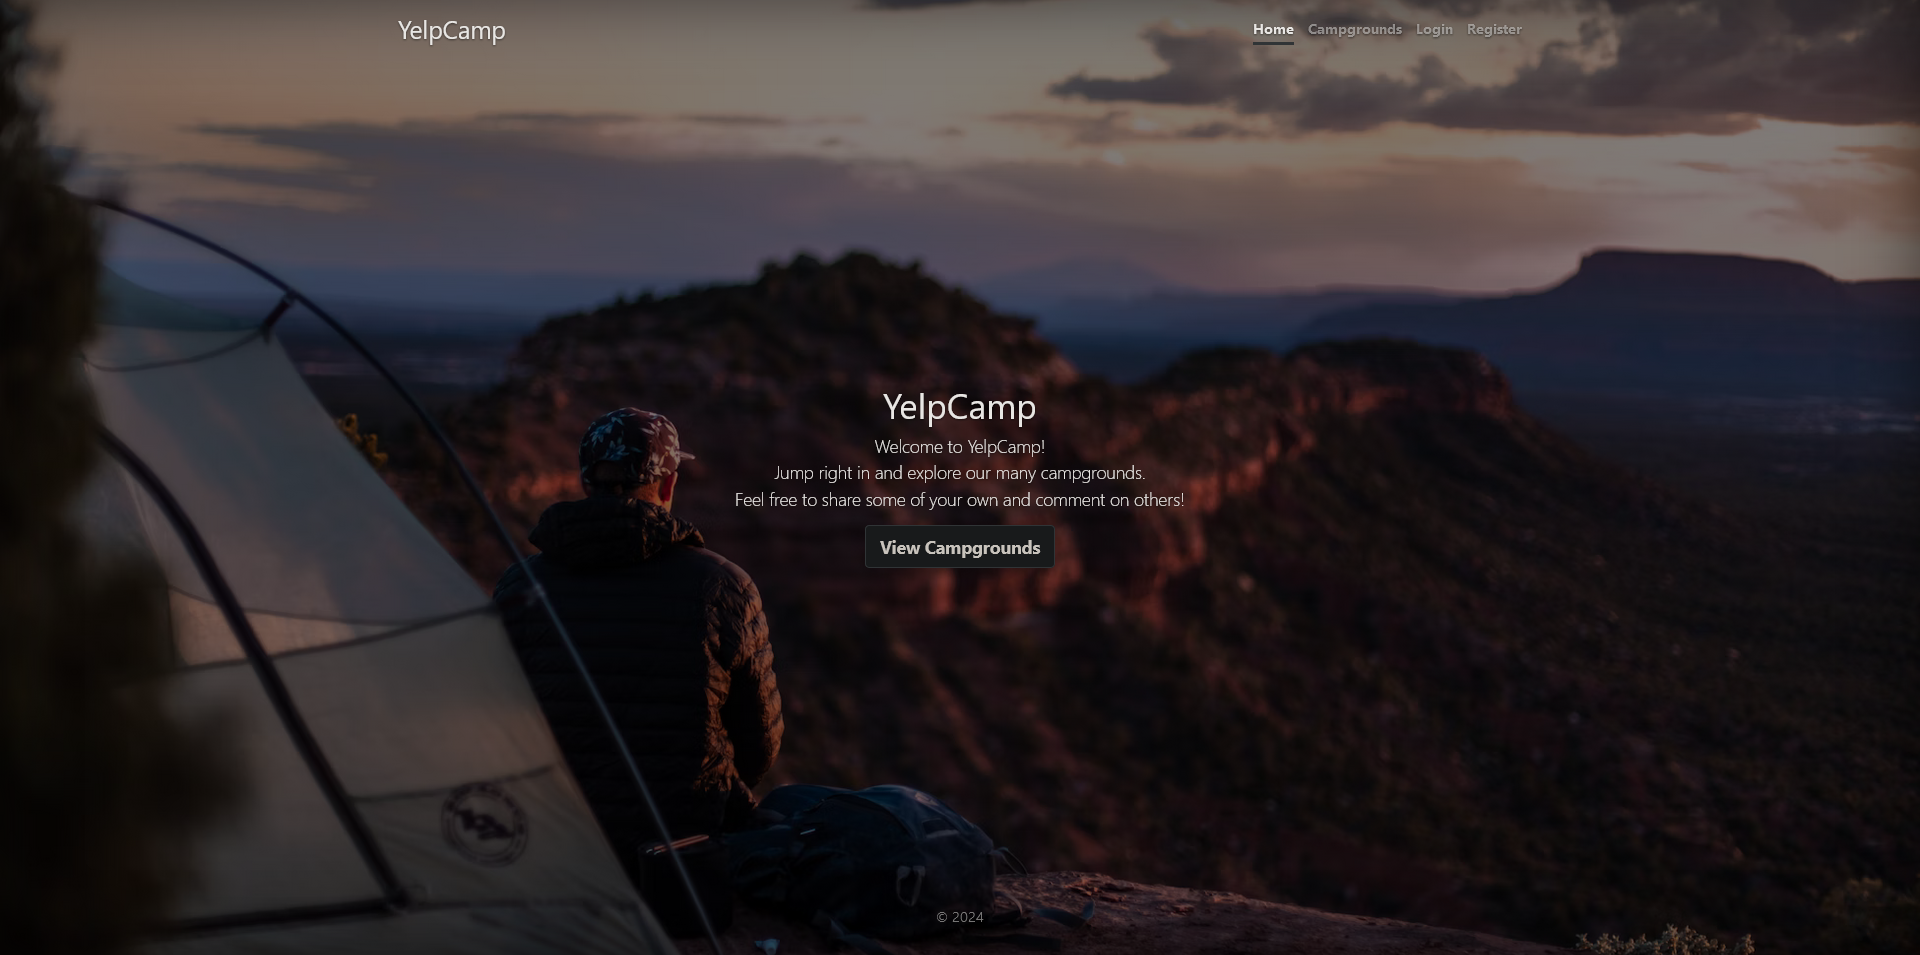 YelpCamp
Home Campgrounds Login Register
YelpCamp
Welcome to YelpCamp!
Jump right in and explore our many campgrounds.
Feel free to share some of your own and comment on others!
View Campgrounds
© 2024